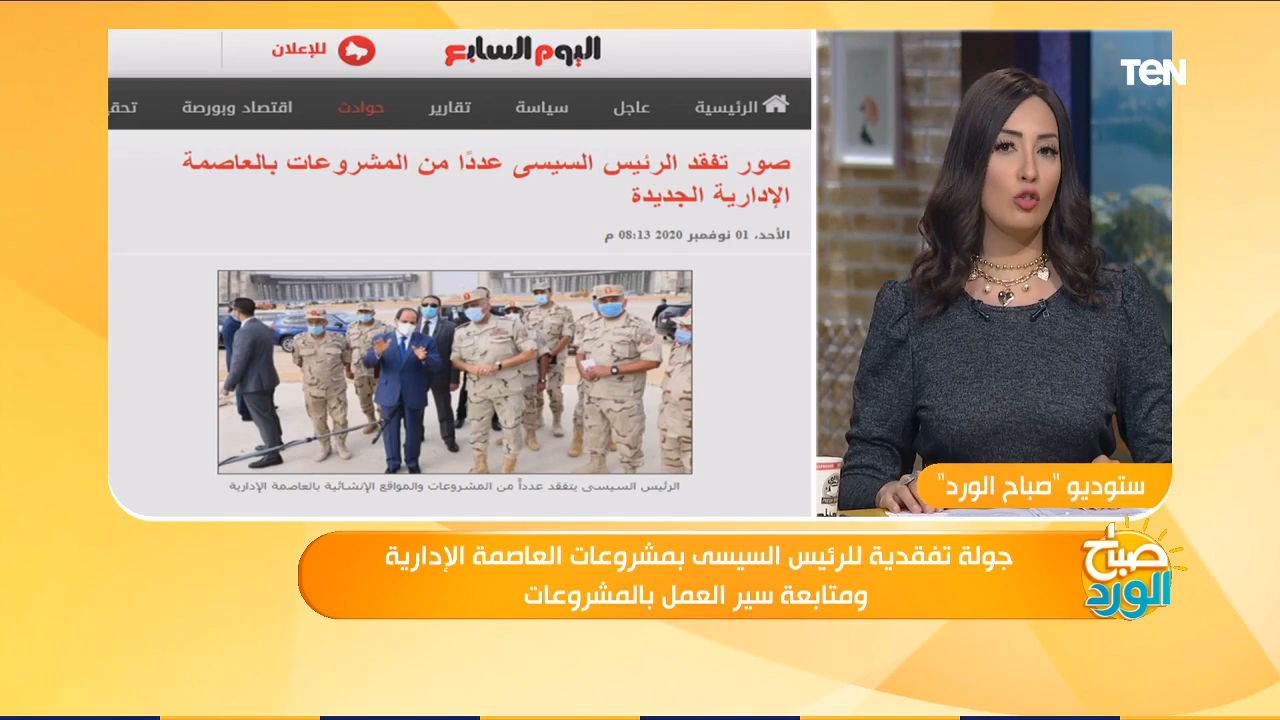 TEN
اليوم السابع
للإعلان
الرئيسية عاجل سياسة تقارير حوادث اقتصاد وبورصة تحقي
صور تفقد الرئيس السيسى عددًا من المشروعات بالعاصمة
الإدارية الجديدة
الأحد، 01 نوفمبر 2020 08:13 م
الرئيس السيسى يتفقد عدداً من المشروعات والمواقع الإنشائية بالعاصمة الإدارية
ستوديو "صباح الورد"
جولة تفقدية للرئيس السيسى بمشروعات العاصمة الإدارية
ومتابعة سير العمل بالمشروعات
صباح
الورد